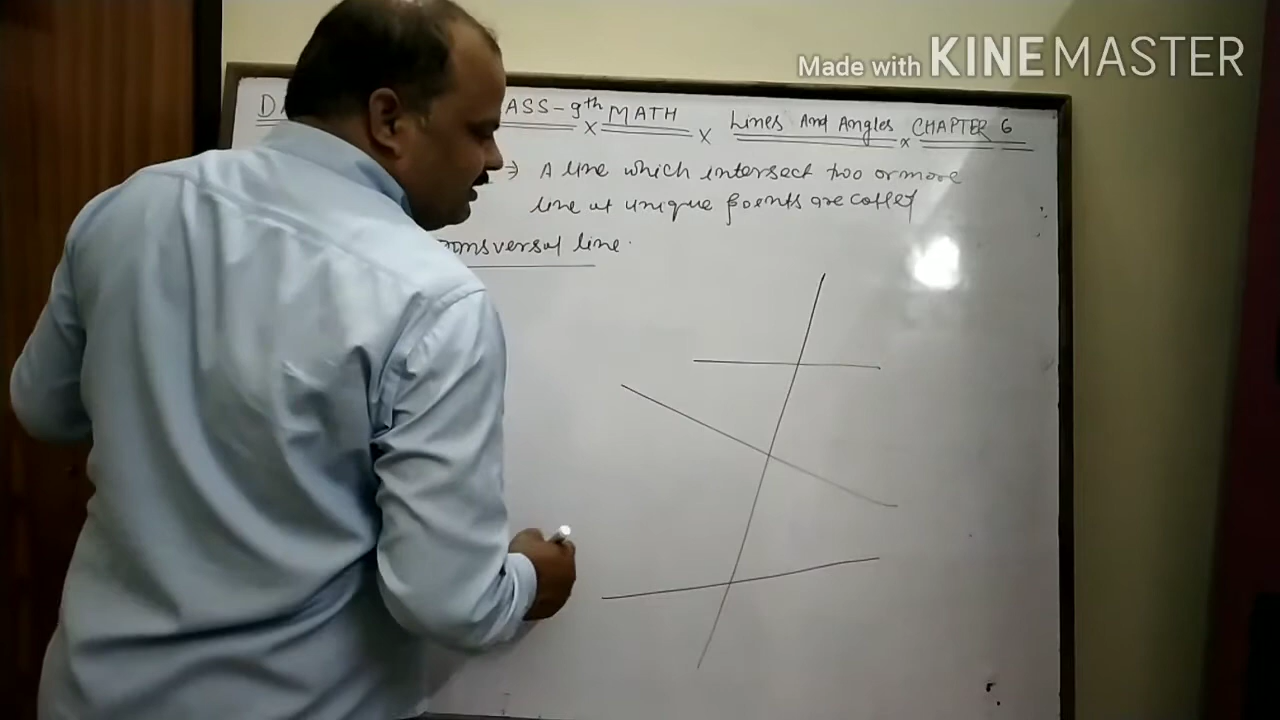 Made with KINEMASTER
ASS - 9th MATH x Lines And Angles x CHAPTER 6
⇒ A line which intersect two or more
line at unique points are called
line.